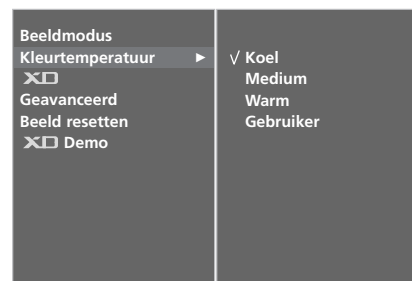 Beeldmodus
Kleurtemperatuur ►
XD
Geavanceerd
Beeld resetten
XD Demo
√ Koel
Medium
Warm
Gebruiker